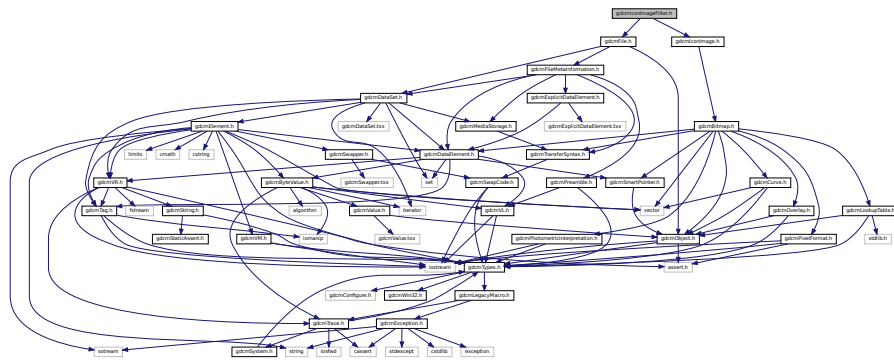 gdcmIconImageFilter.h
gdcmFile.h
gdcmIconImage.h
gdcmFileMetaInformation.h
gdcmDataSet.h
gdcmExplicitDataElement.h
gdcmElement.h
gdcmDataSet.txx
gdcmMediaStorage.h
gdcmExplicitDataElement.txx
gdcmBitmap.h
limits
cmath
cstring
gdcmSwapper.h
gdcmDataElement.h
gdcmTransferSyntax.h
gdcmVR.h
gdcmByteValue.h
gdcmSwapper.txx
set
gdcmSwapCode.h
gdcmPreamble.h
gdcmSmartPointer.h
gdcmCurve.h
gdcmTag.h
fstream
gdcmString.h
algorithm
gdcmValue.h
iterator
gdcmVL.h
vector
gdcmOverlay.h
gdcmLookupTable.h
gdcmStaticAssert.h
gdcmVM.h
iomanip
gdcmValue.txx
gdcmPhotometricInterpretation.h
gdcmObject.h
gdcmPixelFormat.h
stdlib.h
iostream
gdcmTypes.h
assert.h
gdcmConfigure.h
gdcmWin32.h
gdcmLegacyMacro.h
gdcmTrace.h
gdcmException.h
sstream
gdcmSystem.h
string
iosfwd
cassert
stdexcept
cstdlib
exception